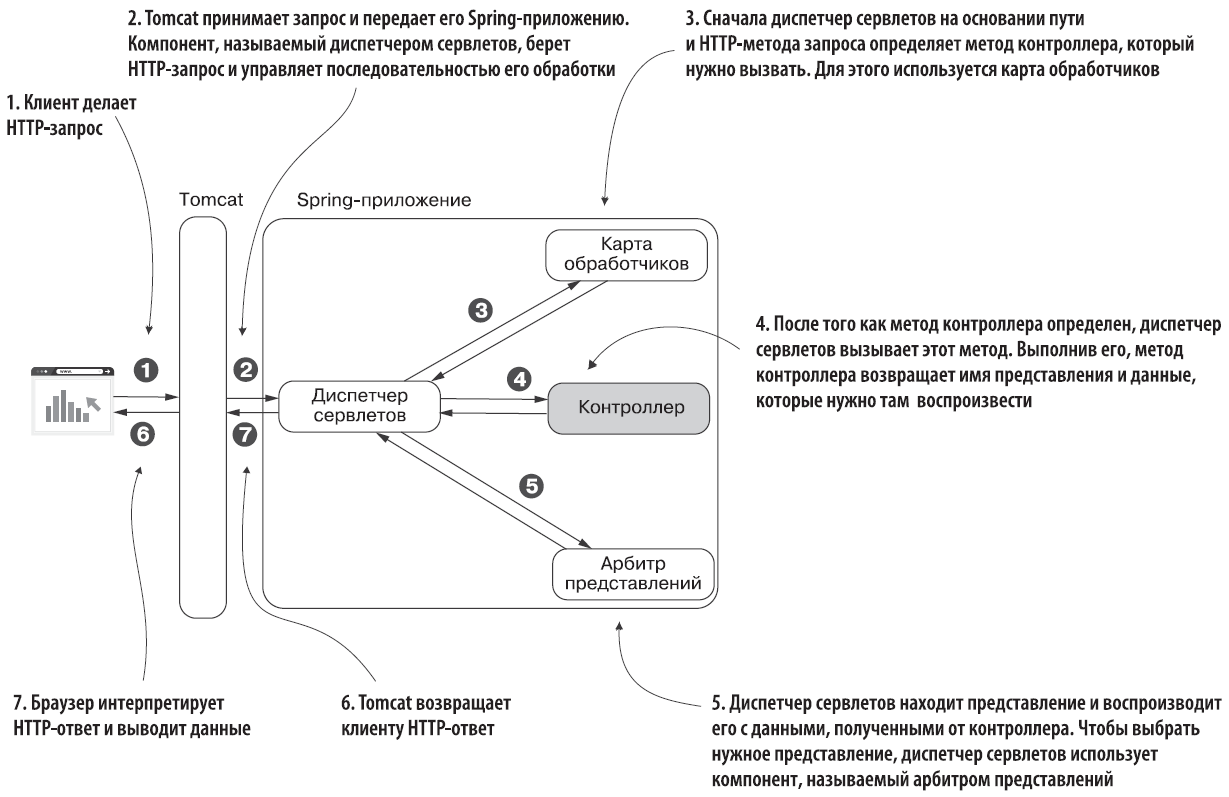 2. Tomcat принимает запрос и передает его Spring-приложению.
Компонент, называемый диспетчером сервлетов, берет
HTTP-запрос и управляет последовательностью его обработки
3. Сначала диспетчер сервлетов на основании пути
и HTTP-метода запроса определяет метод контроллера, который
нужно вызвать. Для этого используется карта обработчиков
1. Клиент делает
HTTP-запрос
Tomcat
Spring-приложение
Карта
обработчиков
3
4. После того как метод контроллера определен, диспетчер
сервлетов вызывает этот метод. Выполнив его, метод
контроллера возвращает имя представления и данные,
которые нужно там воспроизвести
www.
1
2
4
Диспетчер
сервлетов
Контроллер
6
7
5
Арбитр
представлений
7. Браузер интерпретирует
HTTP-ответ и выводит данные
6. Tomcat возвращает
клиенту HTTP-ответ
5. Диспетчер сервлетов находит представление и воспроизводит
его с данными, полученными от контроллера. Чтобы выбрать
нужное представление, диспетчер сервлетов использует
компонент, называемый арбитром представлений